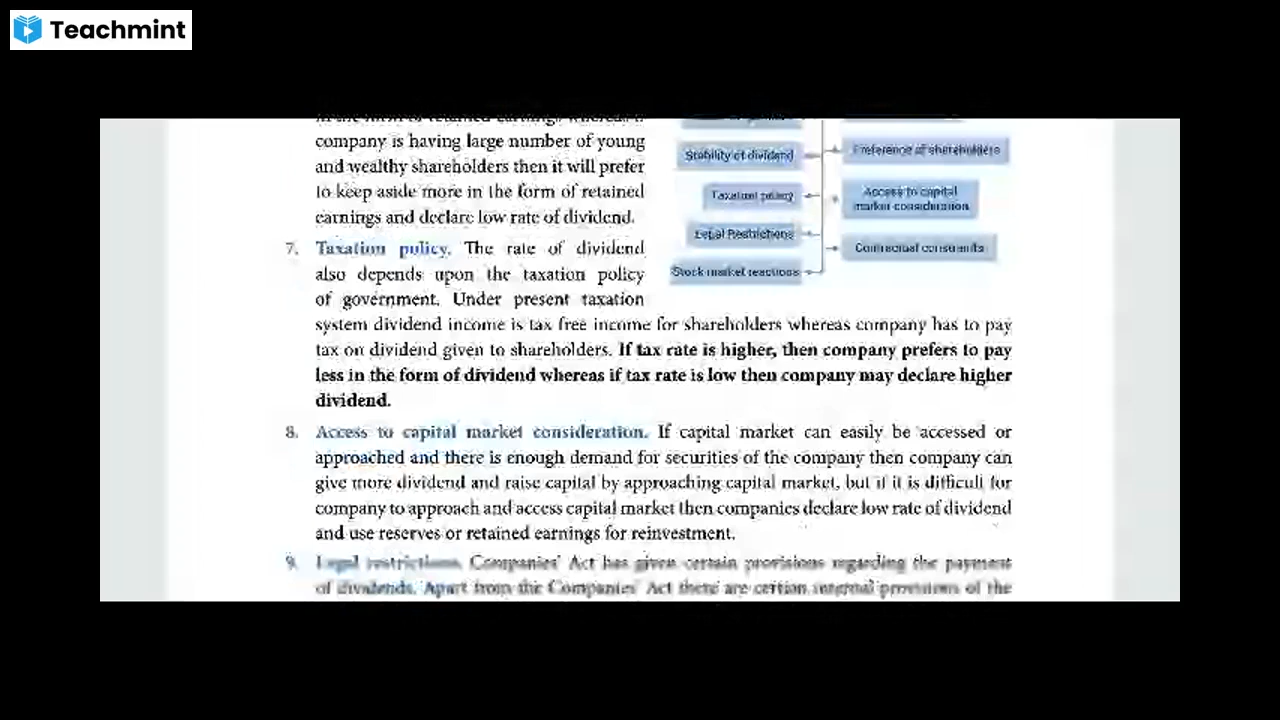 Teachmint
company is having large number of young
and wealthy shareholders then it will prefer
to keep aside more in the form of retained
earnings and declare low rate of dividend.
Stability of dividend
Taxation policy
Legal Restrictions
Stock market reactions
Preference of shareholders
Access to capital
market consideration
Contractual constraints
7. Taxation policy. The rate of dividend
also depends upon the taxation policy
of government. Under present taxation
system dividend income is tax free income for shareholders whereas company has to pay
tax on dividend given to shareholders. If tax rate is higher, then company prefers to pay
less in the form of dividend whereas if tax rate is low then company may declare higher
dividend.
8. Access to capital market consideration. If capital market can easily be accessed or
approached and there is enough demand for securities of the company then company can
give more dividend and raise capital by approaching capital market, but if it is difficult for
company to approach and access capital market then companies declare low rate of dividend
and use reserves or retained earnings for reinvestment.
9. Legal restrictions. Companies' Act has given certain provisions regarding the payment
of dividends. Apart from the Companies' Act there are certion internal provisions of the